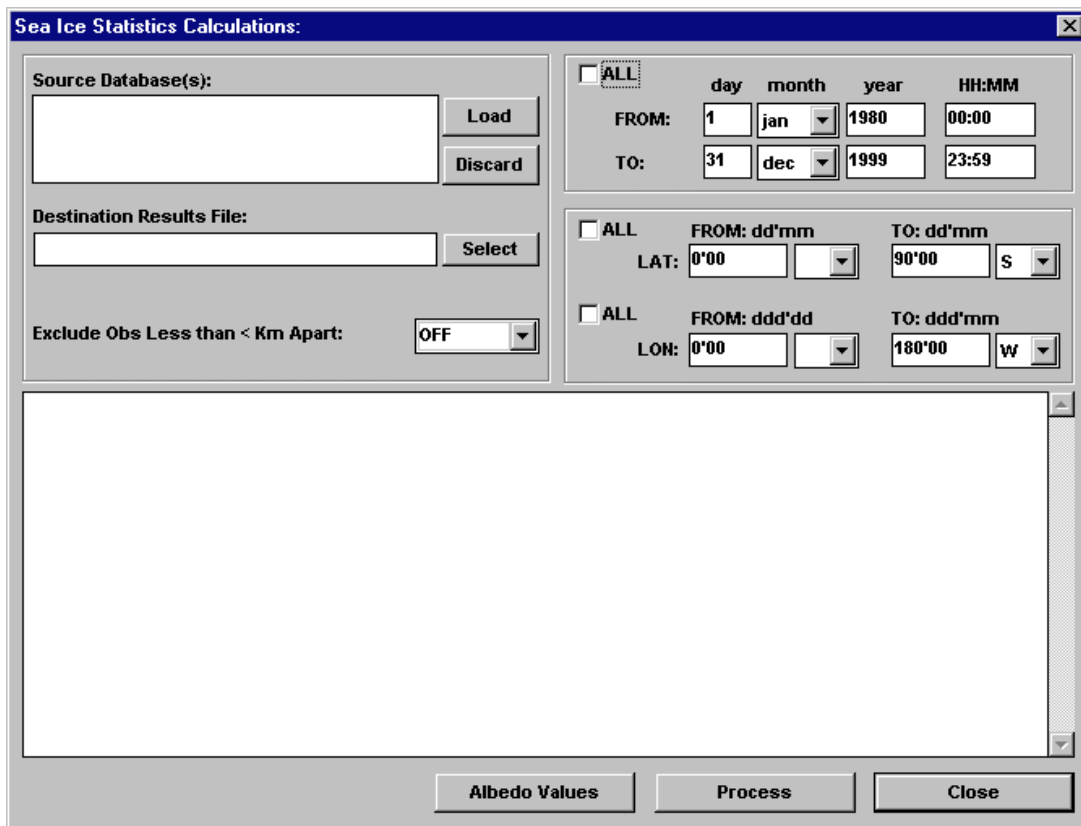 Sea Ice Statistics Calculations:
Source Database(s):
Load
Discard
Destination Results File:
Select
Exclude Obs Less than < Km Apart: OFF
ALL
day month year HH:MM
FROM: 1 jan 1980 00:00
TO: 31 dec 1999 23:59
ALL FROM: dd'mm TO: dd'mm
LAT: 0'00 90'00 S
ALL FROM: ddd'dd TO: ddd'mm
LON: 0'00 180'00 W
Albedo Values Process Close